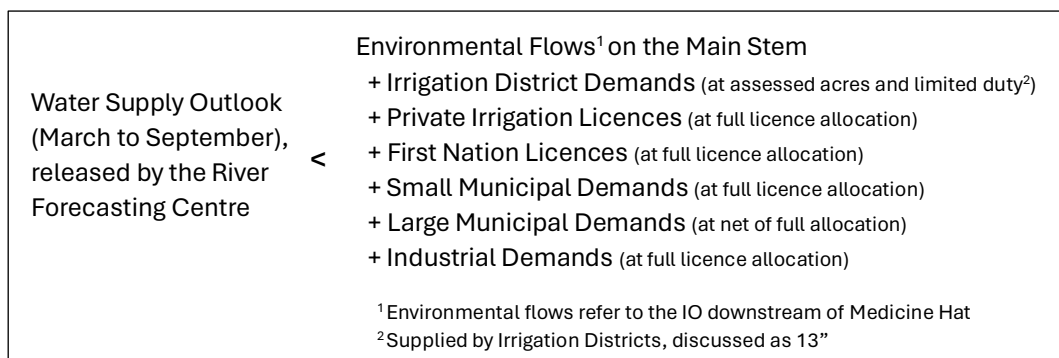 Water Supply Outlook
(March to September),
released by the River
Forecasting Centre
<
Environmental Flows¹ on the Main Stem
+ Irrigation District Demands (at assessed acres and limited duty²)
+ Private Irrigation Licences (at full licence allocation)
+ First Nation Licences (at full licence allocation)
+ Small Municipal Demands (at full licence allocation)
+ Large Municipal Demands (at net of full allocation)
+ Industrial Demands (at full licence allocation)
¹ Environmental flows refer to the IO downstream of Medicine Hat
² Supplied by Irrigation Districts, discussed as 13”